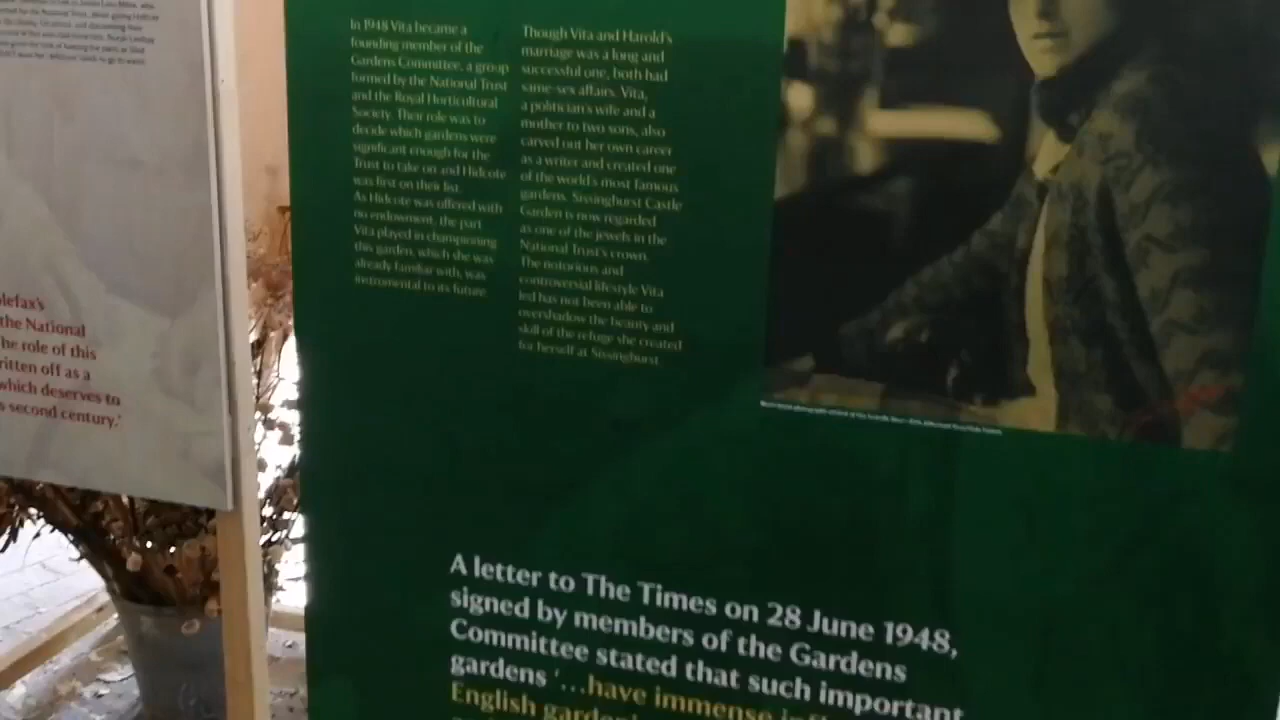 In 1948 Vita became a
founding member of the
Gardens Committee, a group
formed by the National Trust
and the Royal Horticultural
Society. Their role was to
decide which gardens were
significant enough for the
Trust to take on and Hidcote
was first on their list.
As Hidcote was offered with
no endowment, the part
Vita played in championing
this garden, which she was
already familiar with, was
instrumental to its future
Though Vita and Harold's
marriage was a long and
successful one, both had
same-sex affairs. Vita,
a politician's wife and a
mother to two sons, also
carved out her own career
as a writer and created one
of the world's most famous
gardens. Sissinghurst Castle
Garden is now regarded
as one of the jewels in the
National Trust's crown.
The notorious and
controversial lifestyle Vita
led has not been able to
overshadow the beauty and
skill of the refuge she created
for herself at Sissinghurst.
lefax's
the National
he role of this
ritten off as a
which deserves to
s second century.'
A letter to The Times on 28 June 1948,
signed by members of the Gardens
Committee stated that such important
gardens '...have immense
English